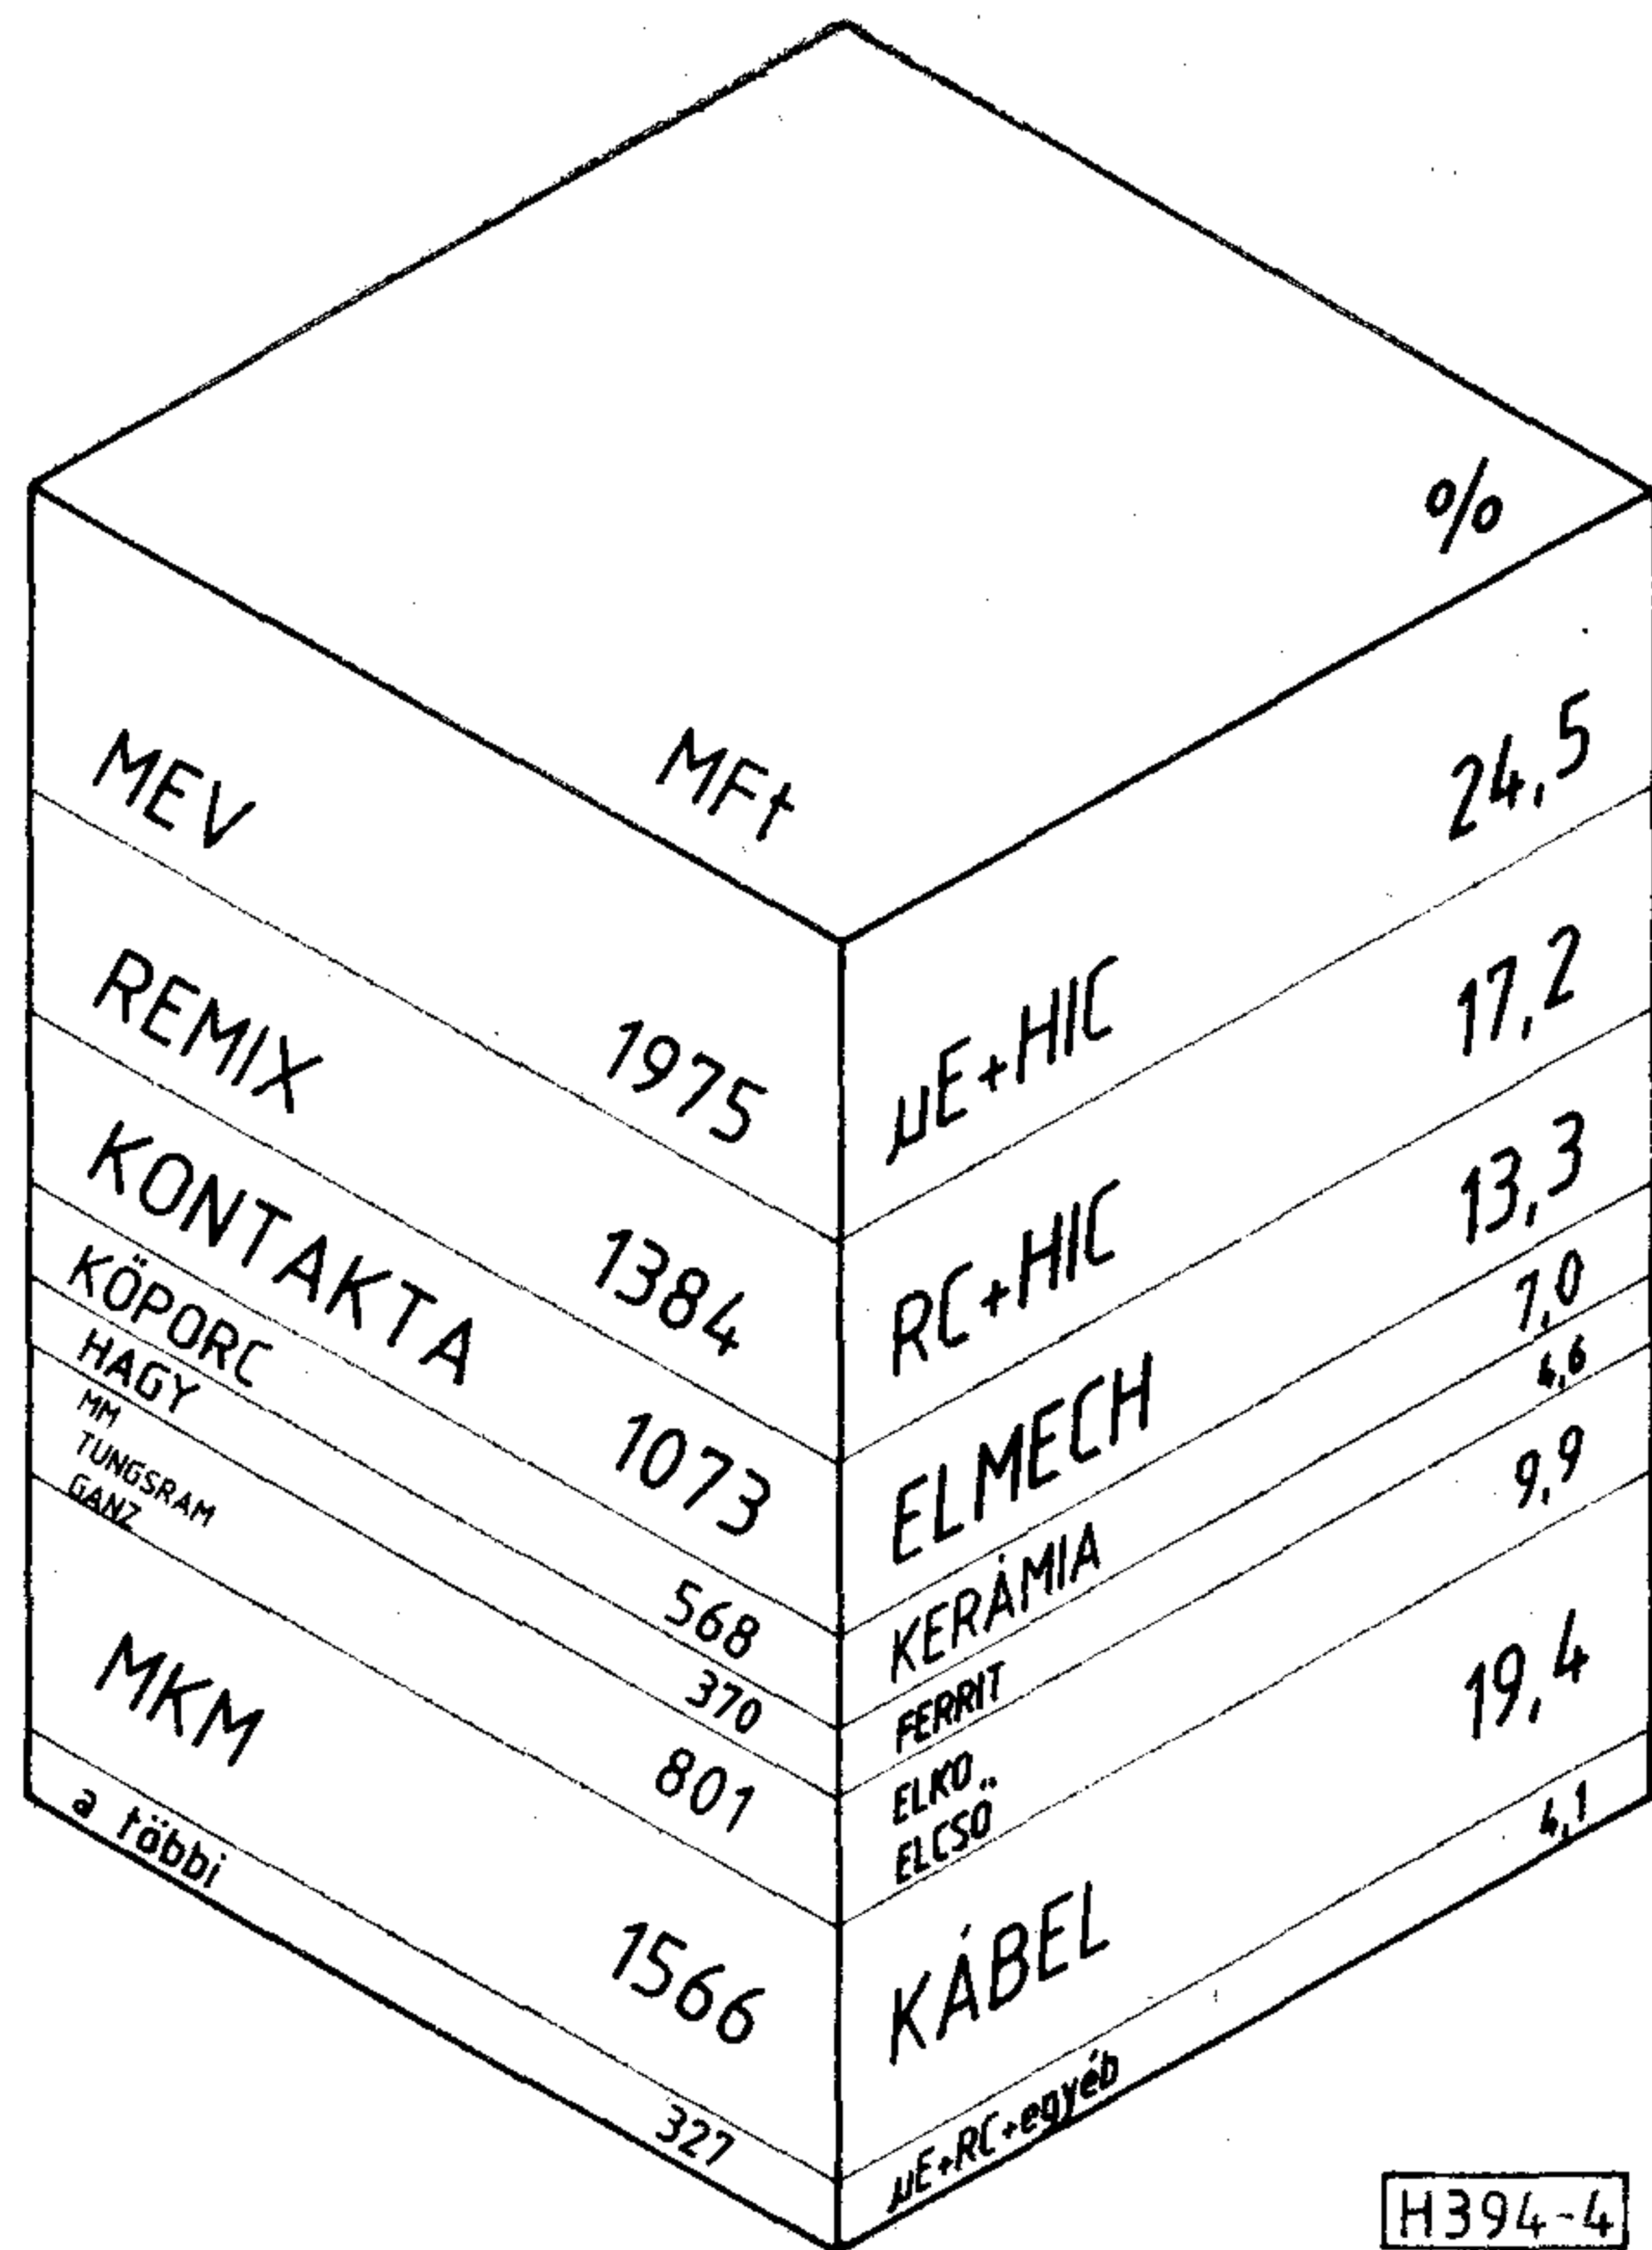 %
MFt
MEV 1975 µE+HIC 24,5
REMIX 1384 RC+HIC 17,2
KONTAKTA 1073 ELMECH 13,3
KÖPORC 568 KERÁMIA 7,0
HAGY 370 FERRIT 4,6
MM
TUNGSRAM
GANZ
801
ELKO
ELCSÖ
9,9
MKM 1566 KÁBEL 19,4
a többi 327 µE+RC+egyéb 4,1
H394-4